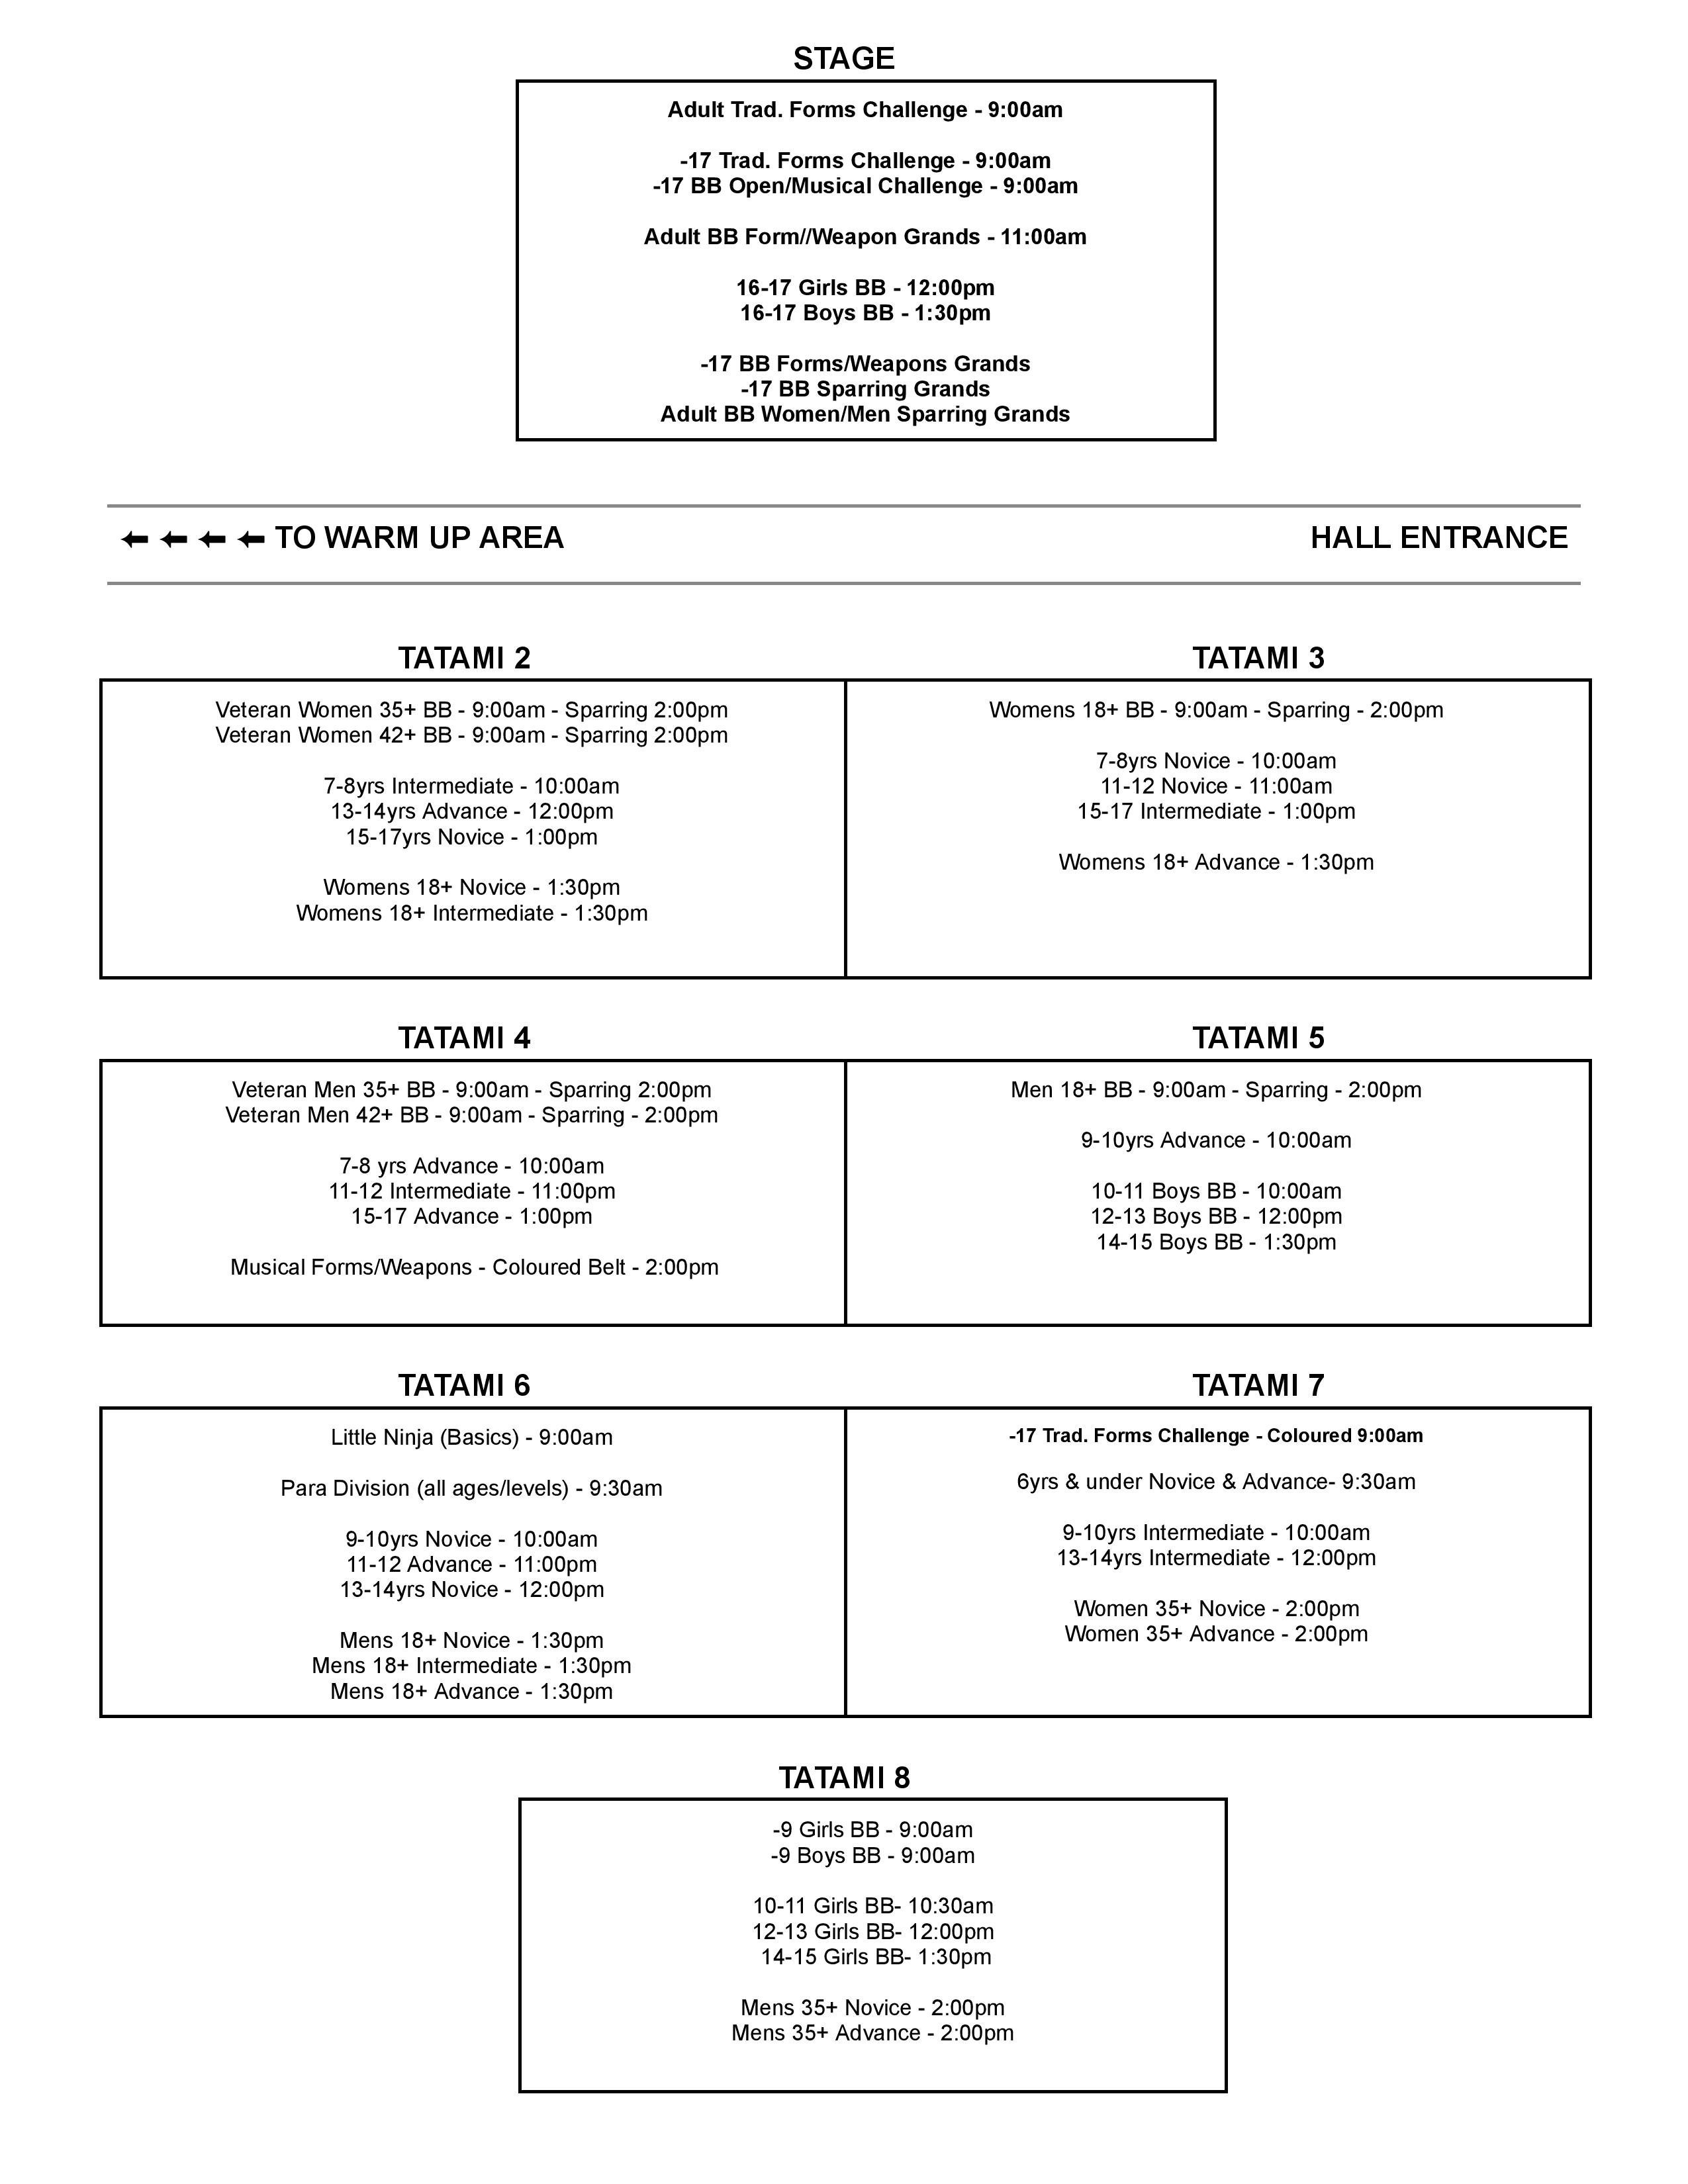 STAGE
Adult Trad. Forms Challenge - 9:00am
-17 Trad. Forms Challenge - 9:00am
-17 BB Open/Musical Challenge - 9:00am
Adult BB Form//Weapon Grands - 11:00am
16-17 Girls BB - 12:00pm
16-17 Boys BB - 1:30pm
-17 BB Forms/Weapons Grands
-17 BB Sparring Grands
Adult BB Women/Men Sparring Grands
TO WARM UP AREA
HALL ENTRANCE
TATAMI 2
Veteran Women 35+ BB - 9:00am - Sparring 2:00pm
Veteran Women 42+ BB - 9:00am - Sparring 2:00pm
7-8yrs Intermediate - 10:00am
13-14yrs Advance - 12:00pm
15-17yrs Novice - 1:00pm
Womens 18+ Novice - 1:30pm
Womens 18+ Intermediate - 1:30pm
TATAMI 3
Womens 18+ BB - 9:00am - Sparring - 2:00pm
7-8yrs Novice - 10:00am
11-12 Novice - 11:00am
15-17 Intermediate - 1:00pm
Womens 18+ Advance - 1:30pm
TATAMI 4
Veteran Men 35+ BB - 9:00am - Sparring 2:00pm
Veteran Men 42+ BB - 9:00am - Sparring - 2:00pm
7-8 yrs Advance - 10:00am
11-12 Intermediate - 11:00pm
15-17 Advance - 1:00pm
Musical Forms/Weapons - Coloured Belt - 2:00pm
TATAMI 5
Men 18+ BB - 9:00am - Sparring - 2:00pm
9-10yrs Advance - 10:00am
10-11 Boys BB - 10:00am
12-13 Boys BB - 12:00pm
14-15 Boys BB - 1:30pm
TATAMI 6
Little Ninja (Basics) - 9:00am
Para Division (all ages/levels) - 9:30am
9-10yrs Novice - 10:00am
11-12 Advance - 11:00pm
13-14yrs Novice - 12:00pm
Mens 18+ Novice - 1:30pm
Mens 18+ Intermediate - 1:30pm
Mens 18+ Advance - 1:30pm
TATAMI 7
-17 Trad. Forms Challenge - Coloured 9:00am
6yrs & under Novice & Advance- 9:30am
9-10yrs Intermediate - 10:00am
13-14yrs Intermediate - 12:00pm
Women 35+ Novice - 2:00pm
Women 35+ Advance - 2:00pm
TATAMI 8
-9 Girls BB - 9:00am
-9 Boys BB - 9:00am
10-11 Girls BB- 10:30am
12-13 Girls BB- 12:00pm
14-15 Girls BB- 1:30pm
Mens 35+ Novice - 2:00pm
Mens 35+ Advance - 2:00pm